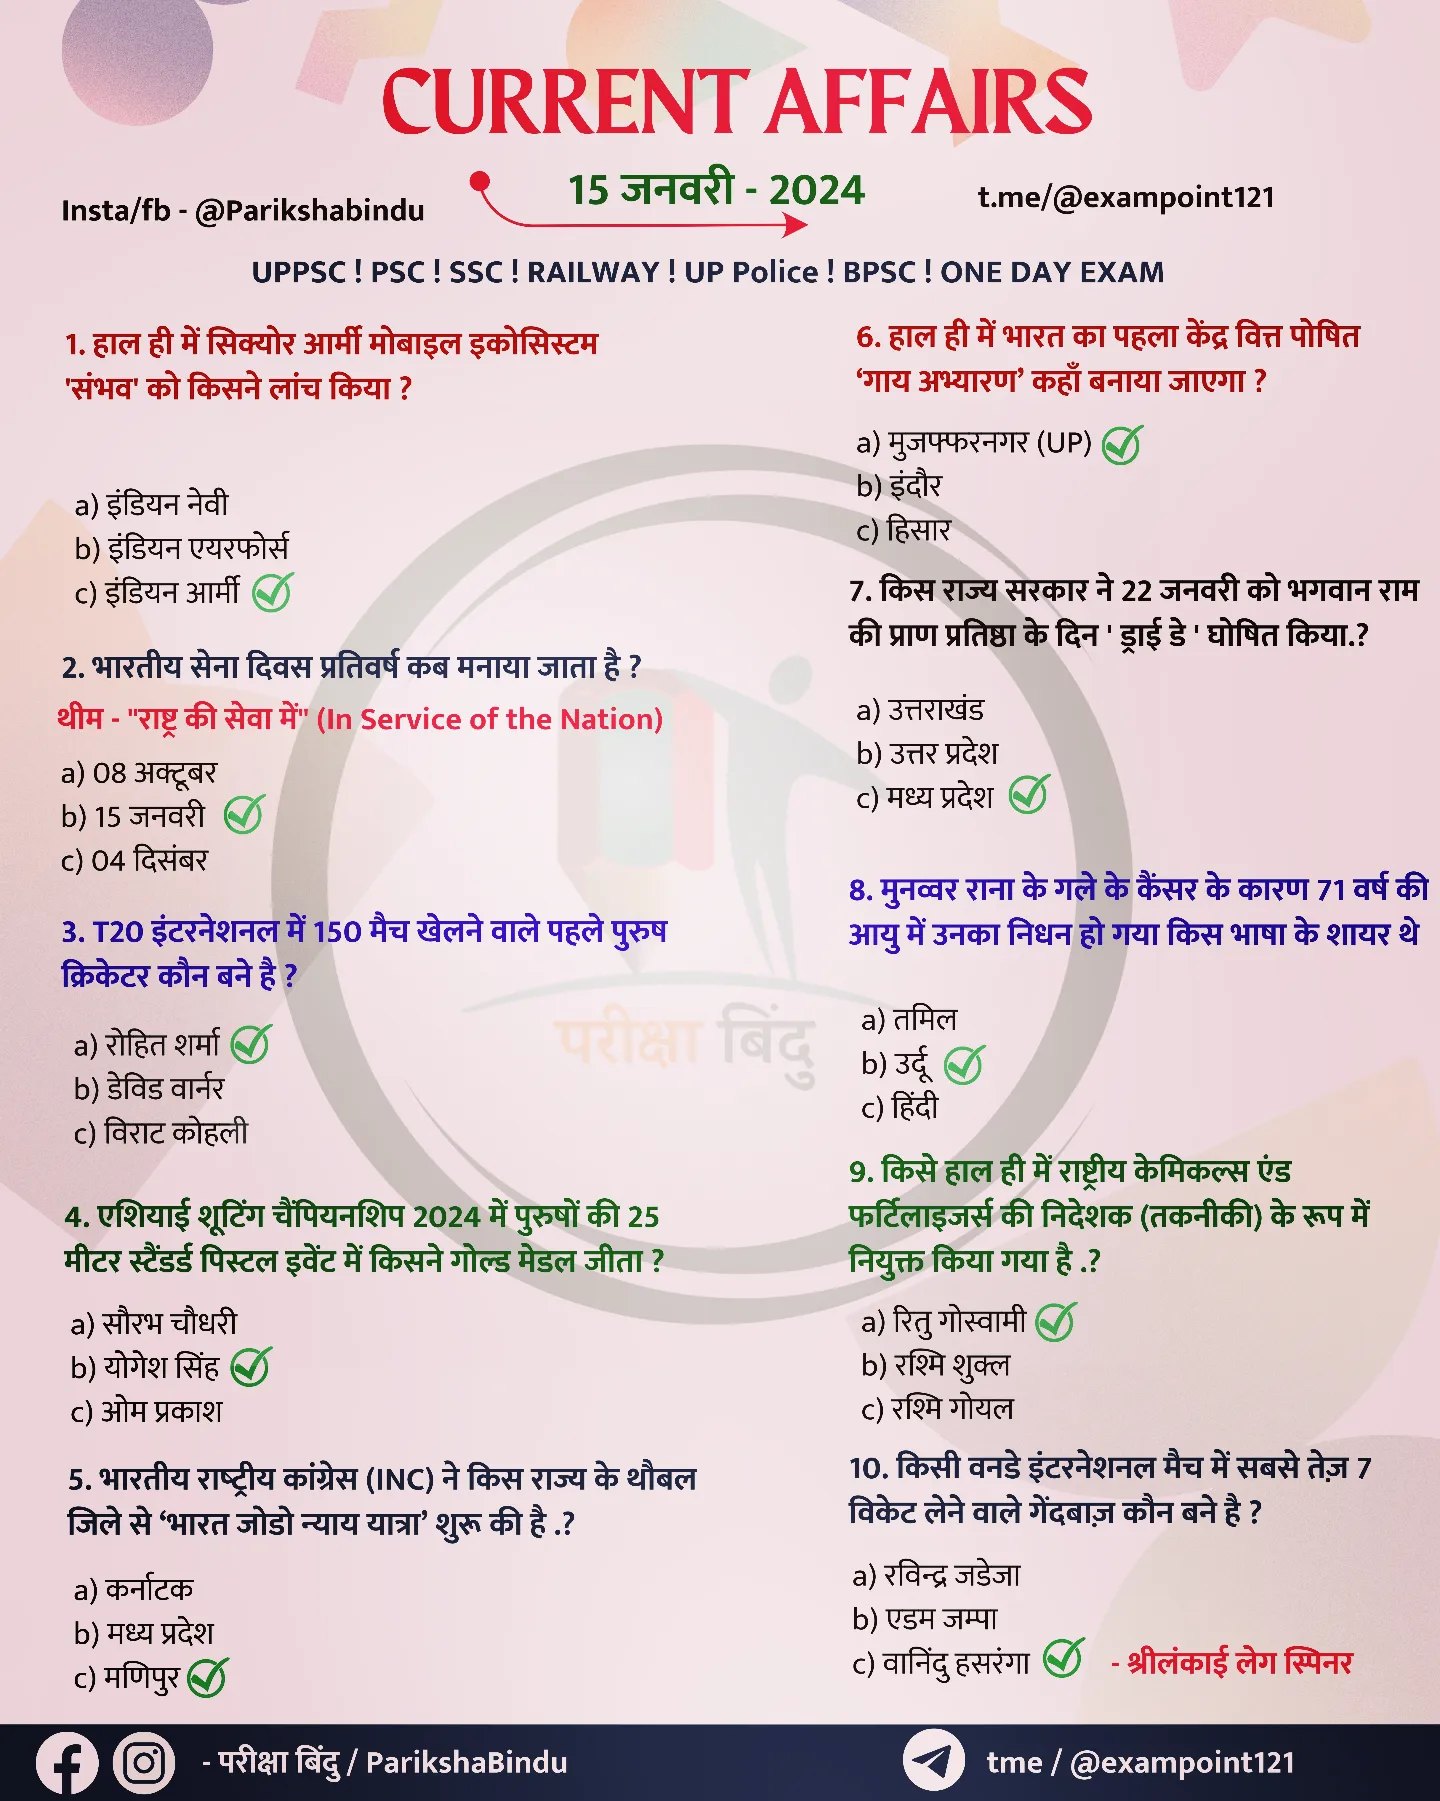 CURRENT AFFAIRS
Insta/fb - @Parikshabindu
15 जनवरी - 2024
t.me/@exampoint121
UPPSC ! PSC ! SSC ! RAILWAY ! UP Police ! BPSC ! ONE DAY EXAM
1. हाल ही में सिक्योर आर्मी मोबाइल इकोसिस्टम
'संभव' को किसने लांच किया ?
a) इंडियन नेवी
b) इंडियन एयरफोर्स
c) इंडियन आर्मी
2. भारतीय सेना दिवस प्रतिवर्ष कब मनाया जाता है ?
थीम - "राष्ट्र की सेवा में" (In Service of the Nation)
a) 08 अक्टूबर
b) 15 जनवरी
c) 04 दिसंबर
3. T20 इंटरनेशनल में 150 मैच खेलने वाले पहले पुरुष
क्रिकेटर कौन बने है ?
a) रोहित शर्मा
b) डेविड वार्नर
c) विराट कोहली
4. एशियाई शूटिंग चैंपियनशिप 2024 में पुरुषों की 25
मीटर स्टैंडर्ड पिस्टल इवेंट में किसने गोल्ड मेडल जीता ?
a) सौरभ चौधरी
b) योगेश सिंह
c) ओम प्रकाश
5. भारतीय राष्ट्रीय कांग्रेस (INC) ने किस राज्य के थौबल
जिले से ‘भारत जोडो न्याय यात्रा’ शुरू की है .?
a) कर्नाटक
b) मध्य प्रदेश
c) मणिपुर
6. हाल ही में भारत का पहला केंद्र वित्त पोषित
‘गाय अभ्यारण’ कहाँ बनाया जाएगा ?
a) मुजफ्फरनगर (UP)
b) इंदौर
c) हिसार
7. किस राज्य सरकार ने 22 जनवरी को भगवान राम
की प्राण प्रतिष्ठा के दिन ' ड्राई डे ' घोषित किया.?
a) उत्तराखंड
b) उत्तर प्रदेश
c) मध्य प्रदेश
8. मुनव्वर राना के गले के कैंसर के कारण 71 वर्ष की
आयु में उनका निधन हो गया किस भाषा के शायर थे
a) तमिल
b) उर्दू
c) हिंदी
9. किसे हाल ही में राष्ट्रीय केमिकल्स एंड
फर्टिलाइजर्स की निदेशक (तकनीकी) के रूप में
नियुक्त किया गया है .?
a) रितु गोस्वामी
b) रश्मि शुक्ल
c) रश्मि गोयल
10. किसी वनडे इंटरनेशनल मैच में सबसे तेज़ 7
विकेट लेने वाले गेंदबाज़ कौन बने है ?
a) रविन्द्र जडेजा
b) एडम जम्पा
c) वानिंदु हसरंगा - श्रीलंकाई लेग स्पिनर
परीक्षा बिंदु
- परीक्षा बिंदु / ParikshaBindu
tme / @exampoint121